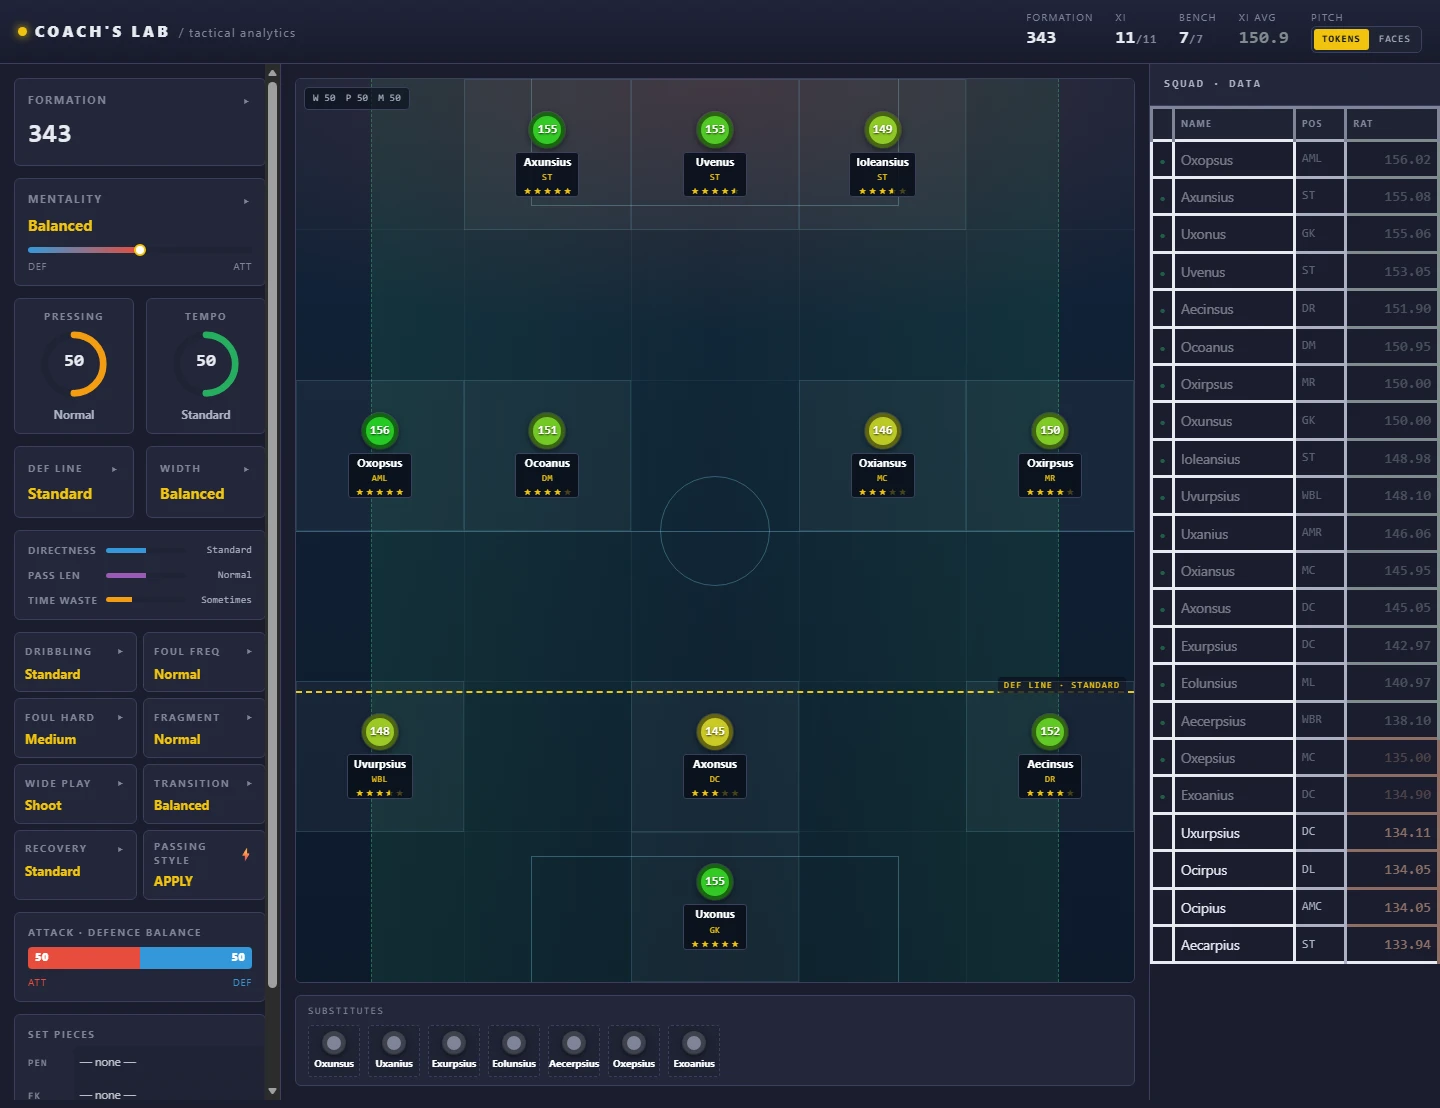 COACH'S LAB / tactical analytics
FORMATION XI BENCH XI AVG PITCH
343 11/11 7/7 150.9 TOKENS FACES
FORMATION
343
MENTALITY
Balanced
DEF ATT
PRESSING TEMPO
50 50
Normal Standard
DEF LINE WIDTH
Standard Balanced
DIRECTNESS Standard
PASS LEN Normal
TIME WASTE Sometimes
DRIBBLING FOUL FREQ
Standard Normal
FOUL HARD FRAGMENT
Medium Normal
WIDE PLAY TRANSITION
Shoot Balanced
RECOVERY PASSING STYLE
Standard APPLY
ATTACK · DEFENCE BALANCE
50 50
ATT DEF
SET PIECES
PEN — none —
FK — none —
W 50 P 50 M 50
155 153 149
Axunsius Uvenus Ioleansius
ST ST ST
156 151 146 150
Oxopsus Ocoanus Oxiansus Oxirpsus
AML DM MC MR
DEF LINE · STANDARD
148 145 152
Uvurpsius Axonsus Aecinsus
WBL DC DR
155
Uxonus
GK
SUBSTITUTES
Oxunsus Uxanius Exurpsius Eolunsius Aecerpsius Oxepsius Exoanius
SQUAD · DATA
NAME POS RAT
Oxopsus AML 156.02
Axunsius ST 155.08
Uxonus GK 155.06
Uvenus ST 153.05
Aecinsus DR 151.90
Ocoanus DM 150.95
Oxirpsus MR 150.00
Oxunsus GK 150.00
Ioleansius ST 148.98
Uvurpsius WBL 148.10
Uxanius AMR 146.06
Oxiansus MC 145.95
Axonsus DC 145.05
Exurpsius DC 142.97
Eolunsius ML 140.97
Aecerpsius WBR 138.10
Oxepsius MC 135.00
Exoanius DC 134.90
Uxurpsius DC 134.11
Ocirpus DL 134.05
Ocipius AMC 134.05
Aecarpius ST 133.94